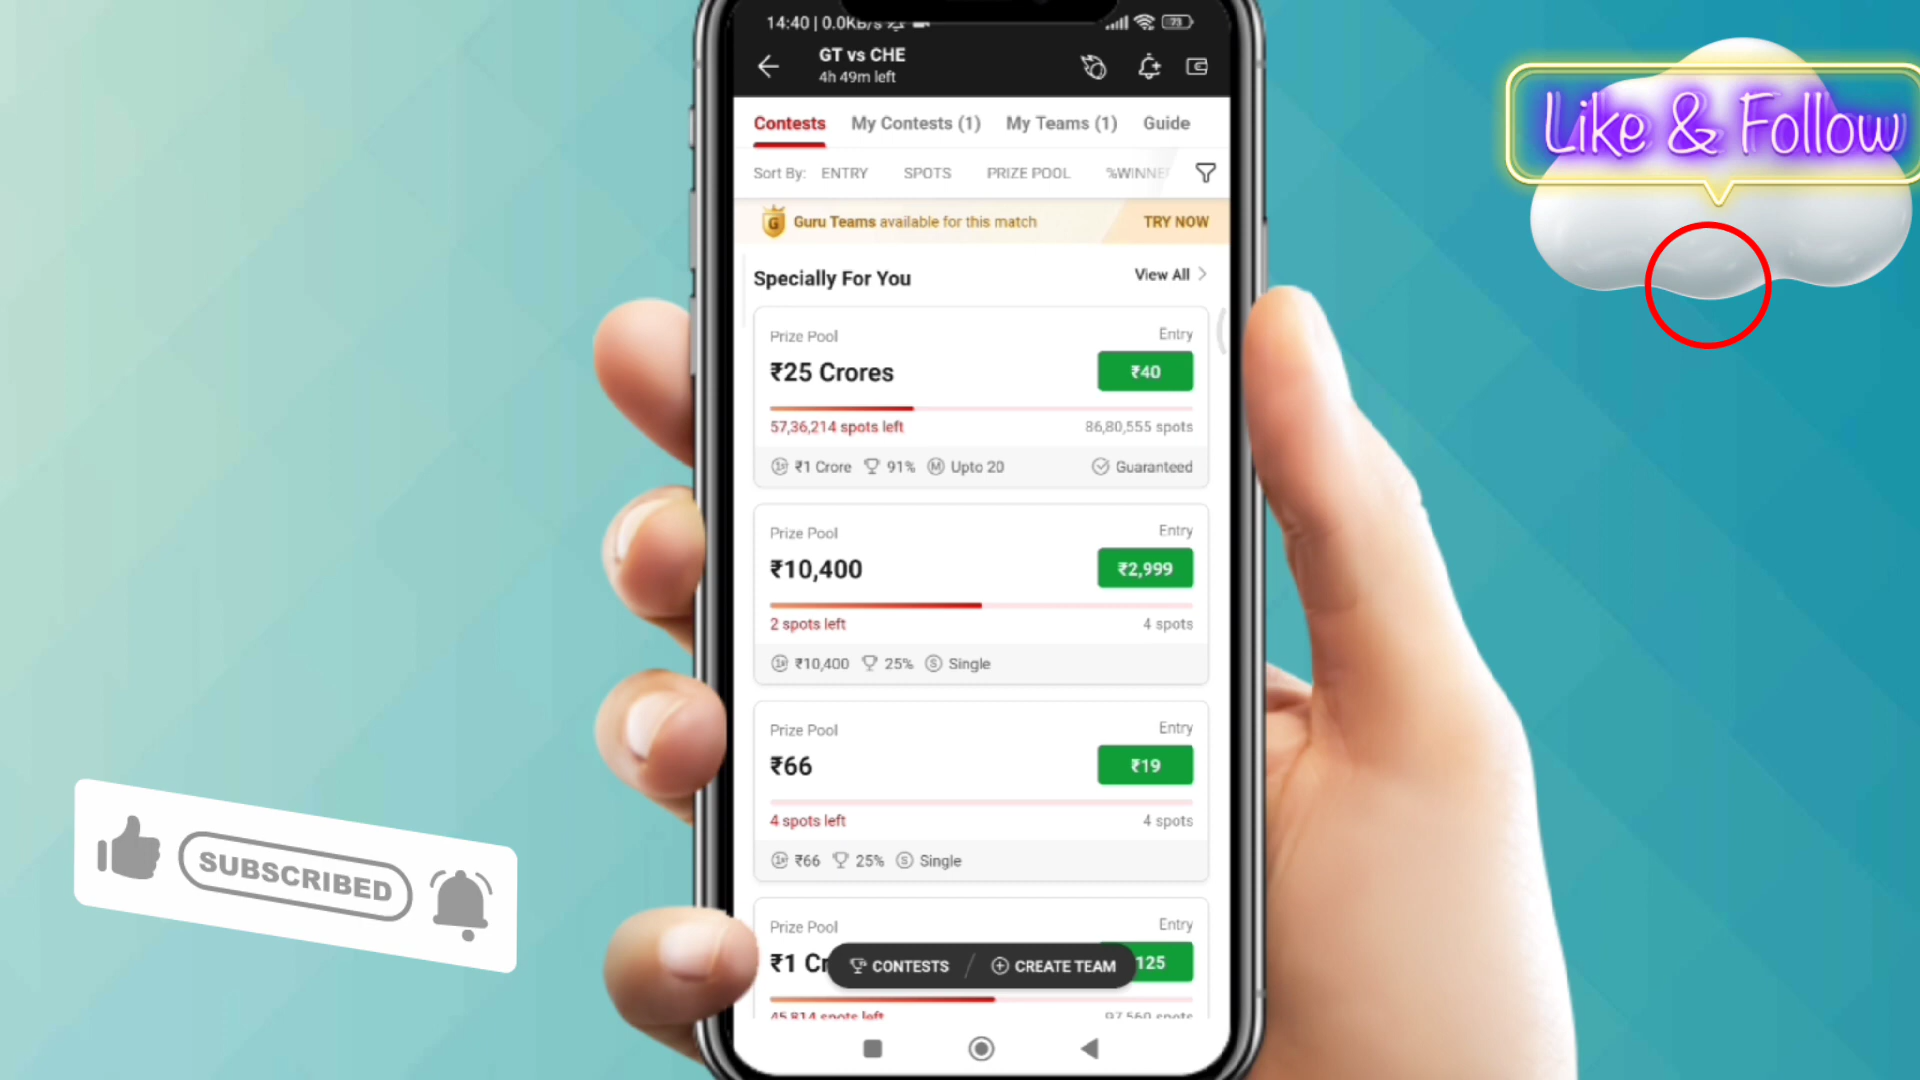 14:40 | 0.0KB/s
73
GT vs CHE
4h 49m left
Like & Follow
Contests My Contests (1) My Teams (1) Guide
Sort By: ENTRY SPOTS PRIZE POOL %WINNE
G Guru Teams available for this match TRY NOW
Specially For You View All
Prize Pool Entry
₹25 Crores ₹40
57,36,214 spots left 86,80,555 spots
1st ₹1 Crore 91% M Upto 20 Guaranteed
Prize Pool Entry
₹10,400 ₹2,999
2 spots left 4 spots
1st ₹10,400 25% S Single
Prize Pool Entry
₹66 ₹19
4 spots left 4 spots
1st ₹66 25% S Single
SUBSCRIBED
Prize Pool Entry
₹1 Cr 125
CONTESTS / CREATE TEAM
45,814 spots left 97,560 spots